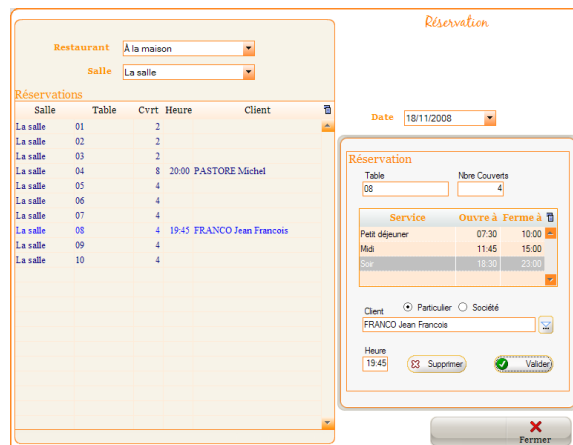 Réservation
Restaurant À la maison
Salle La salle
Réservations
Salle Table Cvrt Heure Client
La salle 01 2
La salle 02 2
La salle 03 2
La salle 04 8 20:00 PASTORE Michel
La salle 05 4
La salle 06 4
La salle 07 4
La salle 08 4 19:45 FRANCO Jean Francois
La salle 09 4
La salle 10 4
Date 18/11/2008
Réservation
Table Nbre Couverts
08 4
Service Ouvre à Ferme à
Petit déjeuner 07:30 10:00
Midi 11:45 15:00
Soir 18:30 23:00
Client Particulier Société
FRANCO Jean Francois
Heure
19:45 Supprimer Valider
Fermer